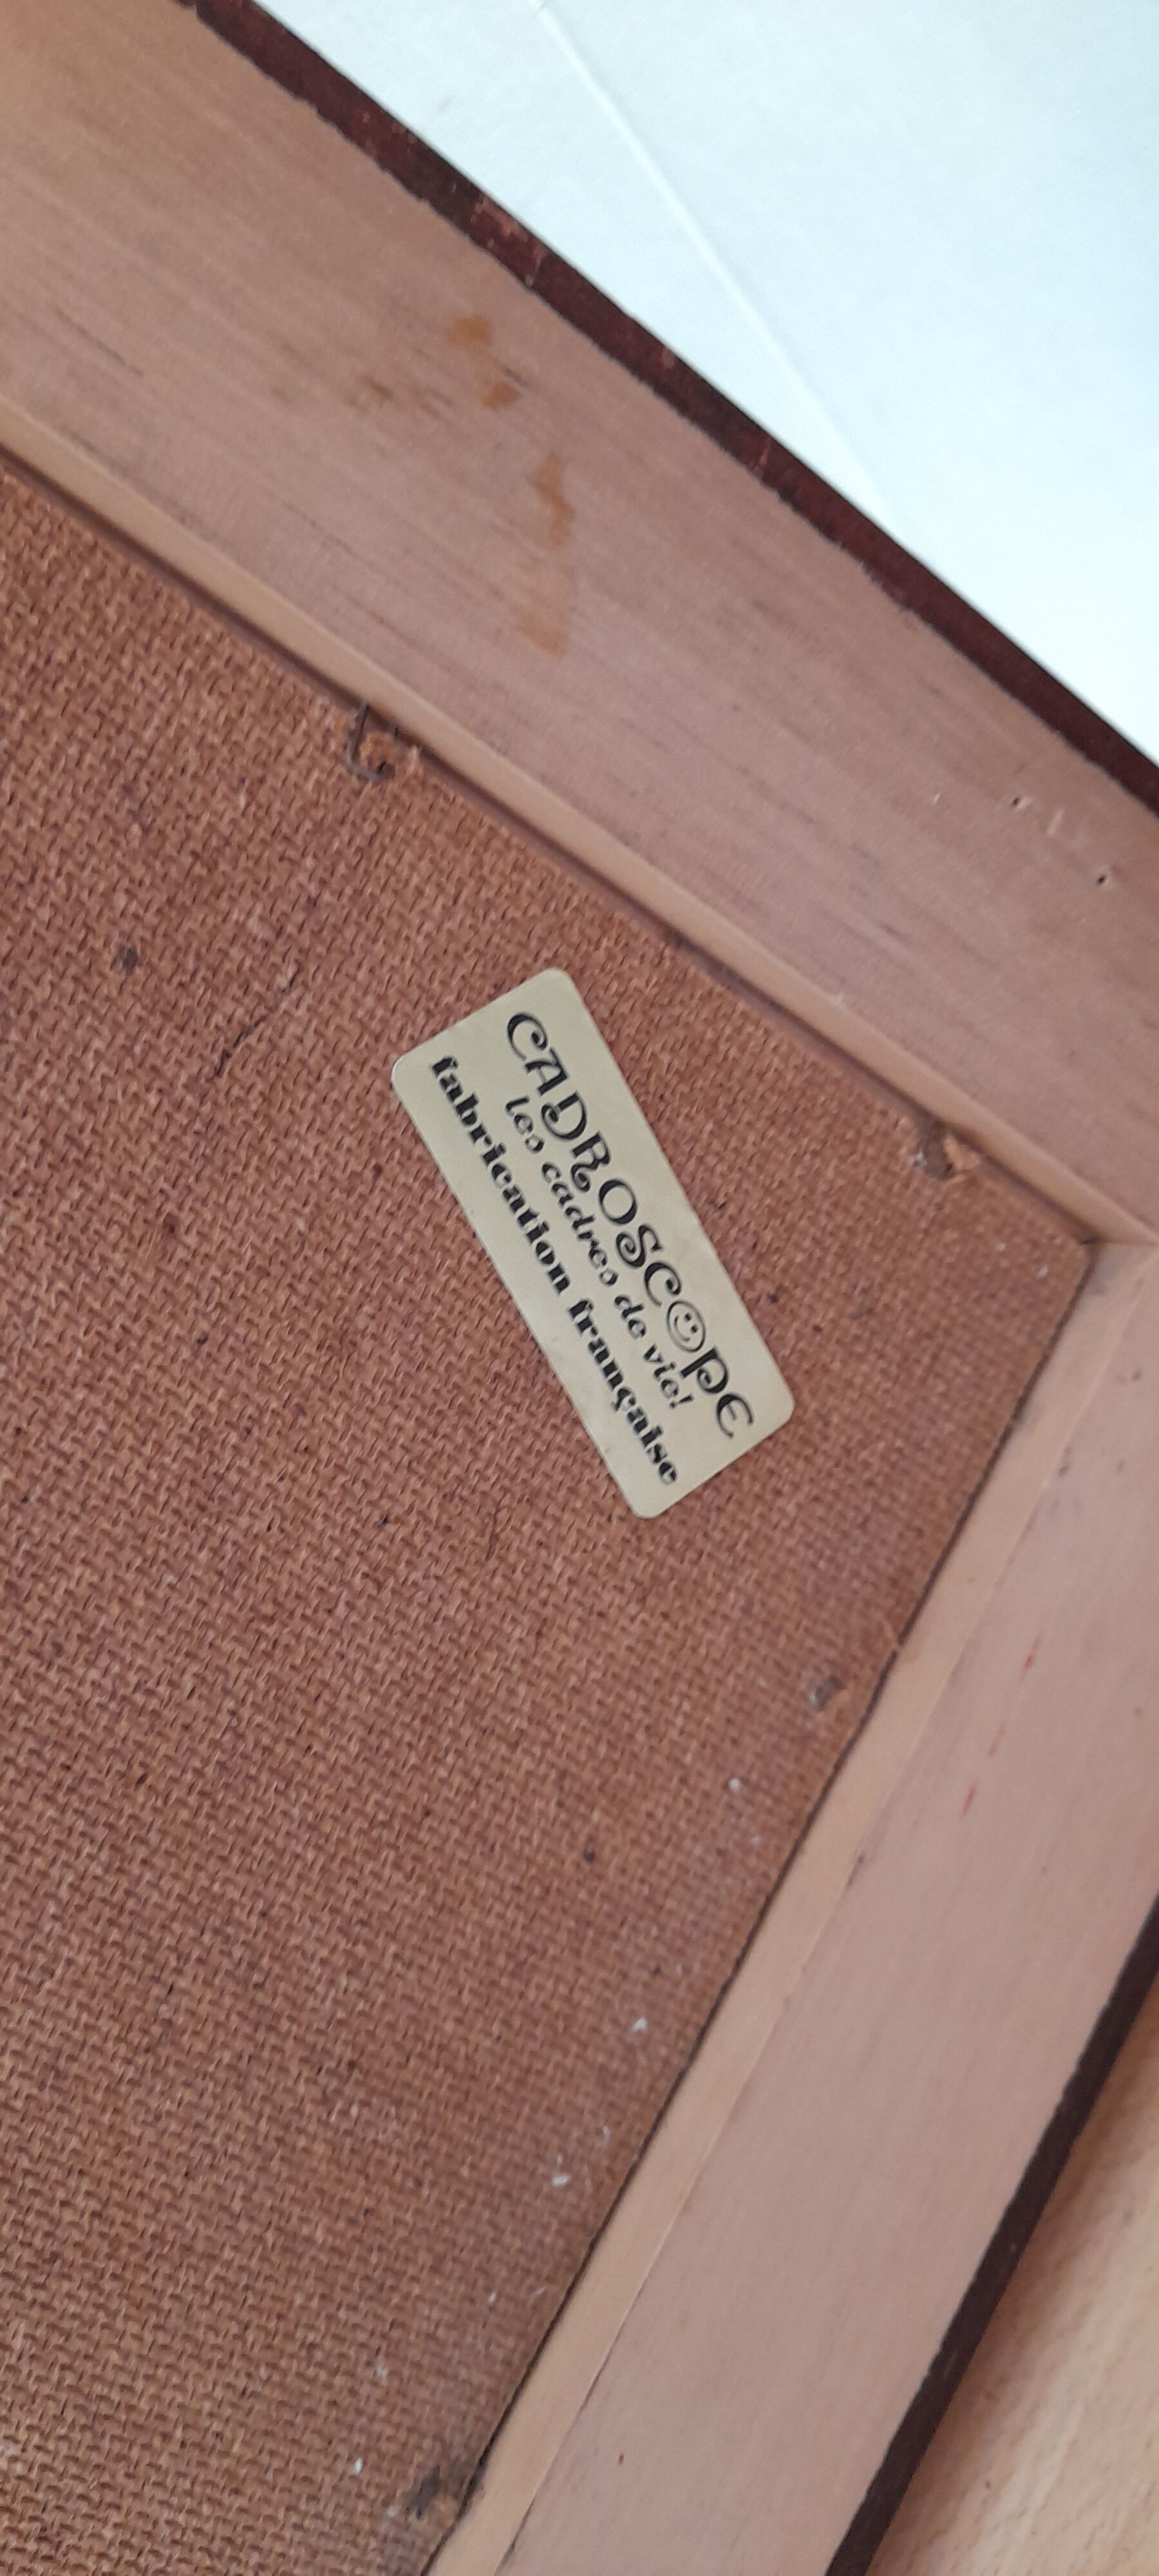 CADROSCOPE
les cadres de vie!
fabrication française